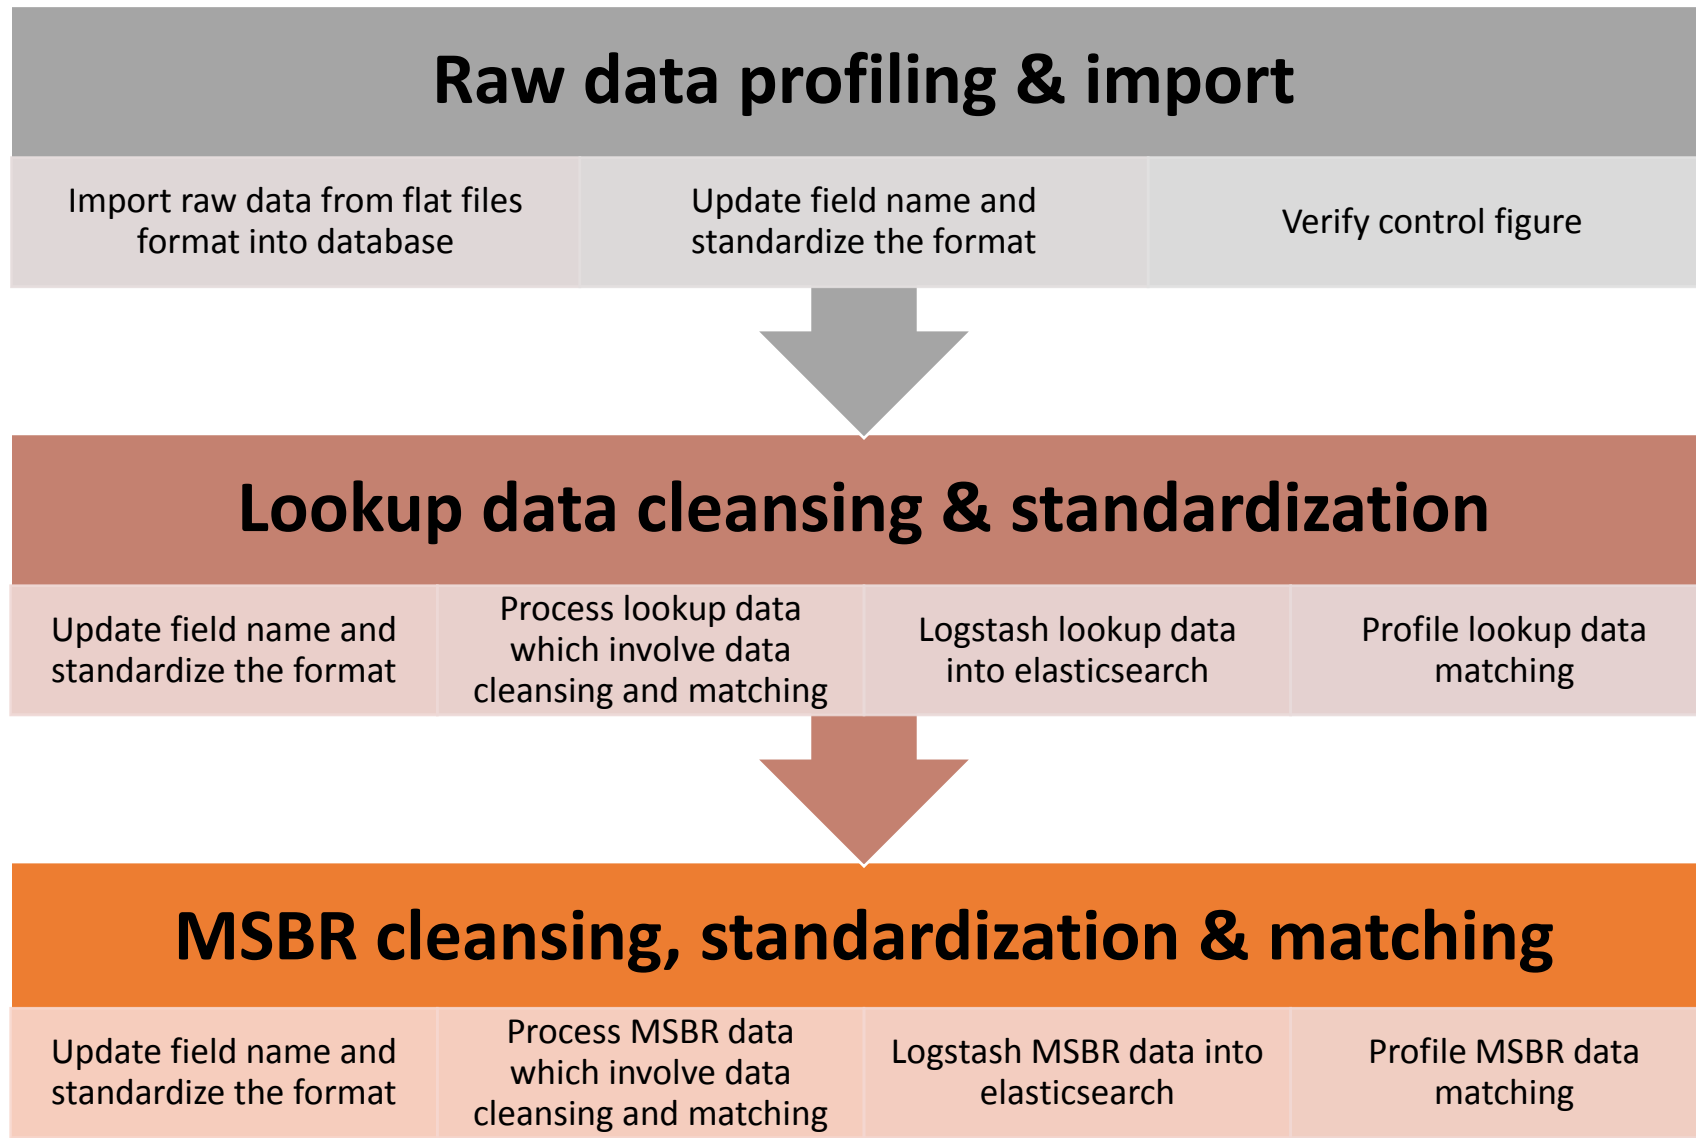 Raw data profiling & import
Import raw data from flat files
format into database
Update field name and
standardize the format
Verify control figure
Lookup data cleansing & standardization
Update field name and
standardize the format
Process lookup data
which involve data
cleansing and matching
Logstash lookup data
into elasticsearch
Profile lookup data
matching
MSBR cleansing, standardization & matching
Update field name and
standardize the format
Process MSBR data
which involve data
cleansing and matching
Logstash MSBR data into
elasticsearch
Profile MSBR data
matching